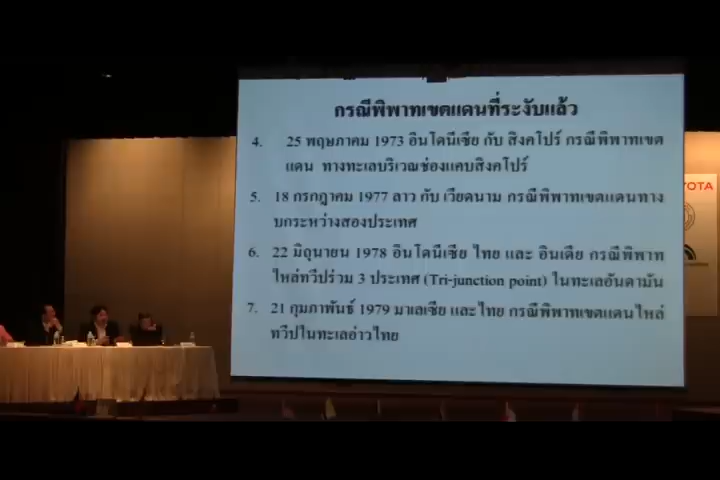 กรณีพิพาทเขตแดนที่ระงับแล้ว
4. 25 พฤษภาคม 1973 อินโดนีเซีย กับ สิงคโปร์ กรณีพิพาทเขต
แดน ทางทะเลบริเวณช่องแคบสิงคโปร์
5. 18 กรกฎาคม 1977 ลาว กับ เวียดนาม กรณีพิพาทเขตแดนทาง
บกระหว่างสองประเทศ
6. 22 มิถุนายน 1978 อินโดนีเซีย ไทย และ อินเดีย กรณีพิพาท
ไหล่ทวีปร่วม 3 ประเทศ (Tri-junction point) ในทะเลอันดามัน
7. 21 กุมภาพันธ์ 1979 มาเลเซีย และไทย กรณีพิพาทเขตแดนไหล่
ทวีปในทะเลอ่าวไทย
YOTA